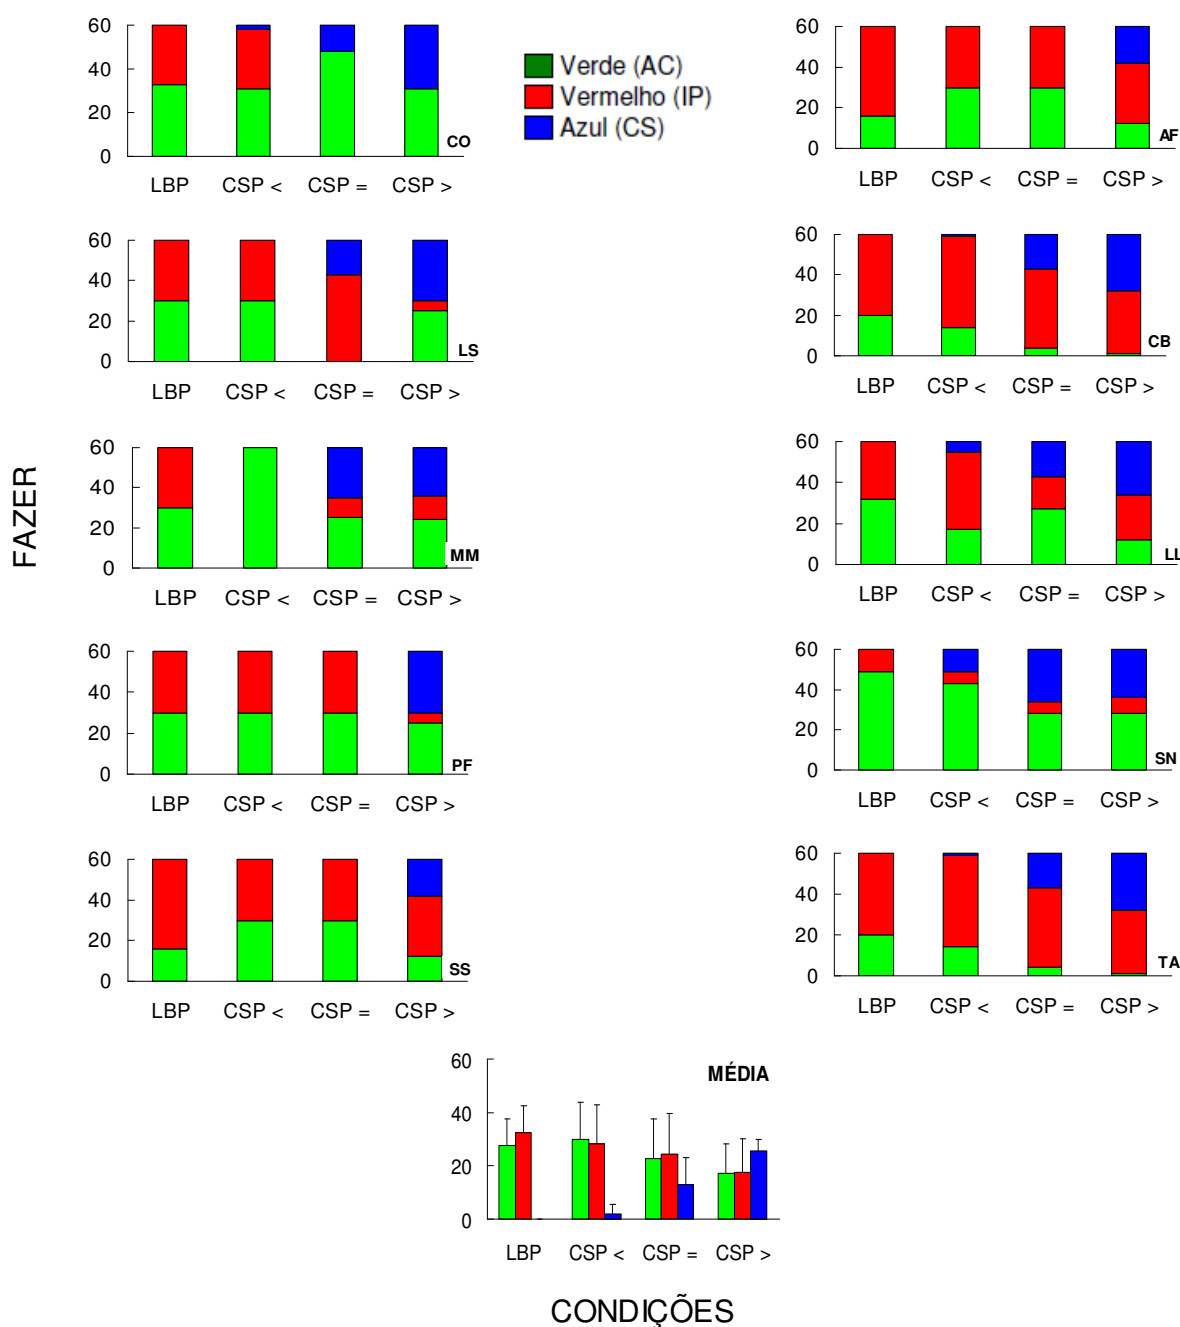 60
40
20
0
LBP CSP < CSP = CSP >
CO
Verde (AC)
Vermelho (IP)
Azul (CS)
60
40
20
0
LBP CSP < CSP = CSP >
AF
60
40
20
0
LBP CSP < CSP = CSP >
LS
60
40
20
0
LBP CSP < CSP = CSP >
CB
FAZER
60
40
20
0
LBP CSP < CSP = CSP >
MM
60
40
20
0
LBP CSP < CSP = CSP >
LL
60
40
20
0
LBP CSP < CSP = CSP >
PF
60
40
20
0
LBP CSP < CSP = CSP >
SN
60
40
20
0
LBP CSP < CSP = CSP >
SS
60
40
20
0
LBP CSP < CSP = CSP >
TA
MÉDIA
60
40
20
0
LBP CSP < CSP = CSP >
CONDIÇÕES